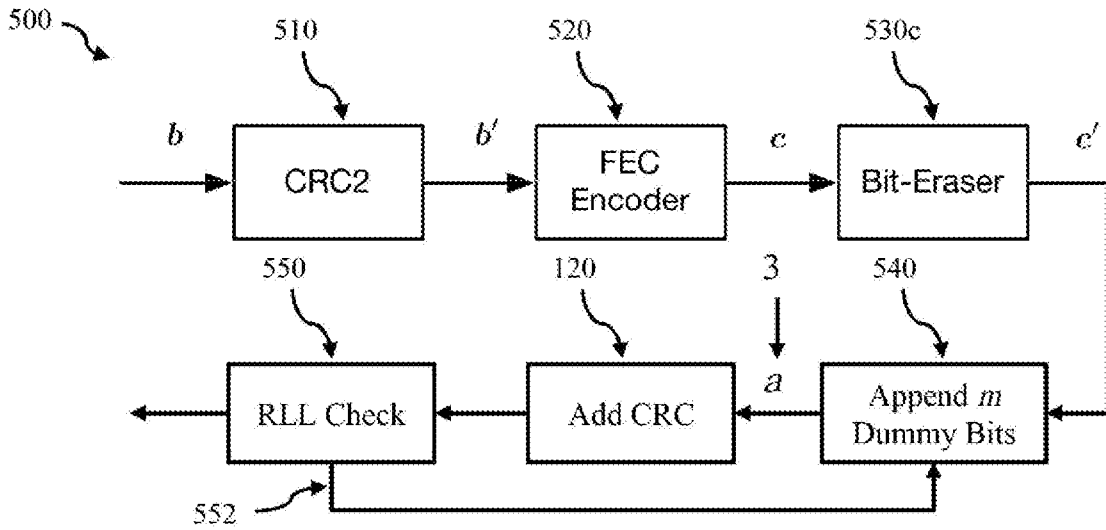 500
510
520
530c
b
CRC2
b′
FEC
Encoder
c
Bit-Eraser
c′
550
120
3
540
RLL Check
Add CRC
a
Append m
Dummy Bits
552